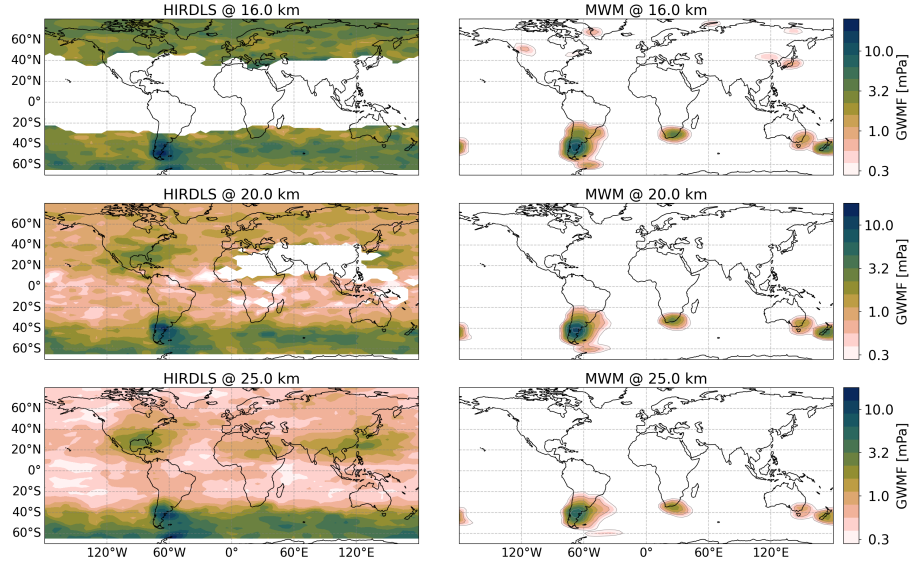 HIRDLS @ 16.0 km
MWM @ 16.0 km
60°N
40°N
20°N
0°
20°S
40°S
60°S
10.0
3.2
1.0
0.3
GWMF [mPa]
HIRDLS @ 20.0 km
MWM @ 20.0 km
60°N
40°N
20°N
0°
20°S
40°S
60°S
10.0
3.2
1.0
0.3
GWMF [mPa]
HIRDLS @ 25.0 km
MWM @ 25.0 km
60°N
40°N
20°N
0°
20°S
40°S
60°S
10.0
3.2
1.0
0.3
GWMF [mPa]
120°W 60°W 0° 60°E 120°E
120°W 60°W 0° 60°E 120°E